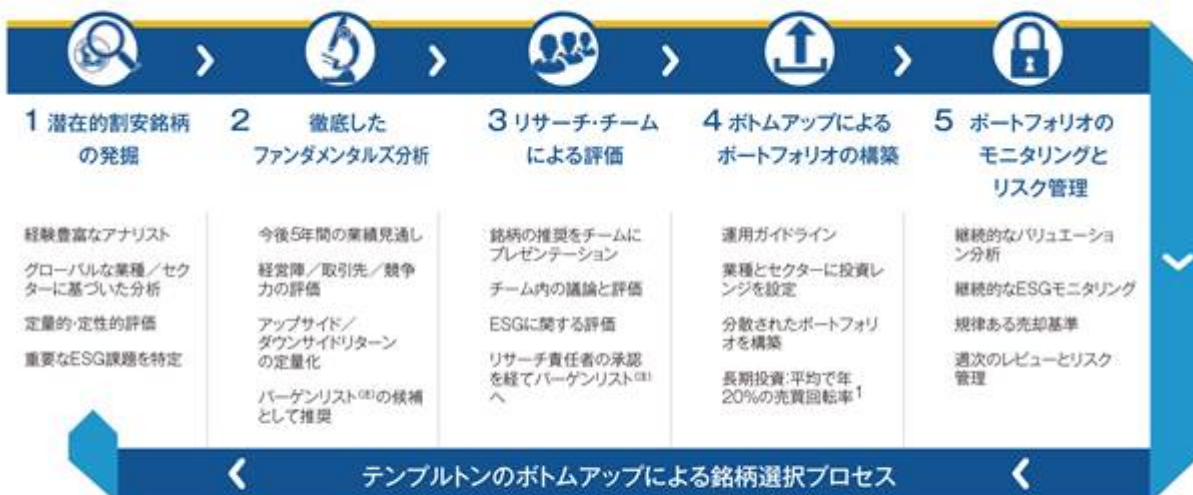 1 潜在的割安銘柄
の発掘
経験豊富なアナリスト
グローバルな業種／セク
ターに基づいた分析
定量的・定性的評価
重要なESG課題を特定
2 徹底した
ファンダメンタルズ分析
今後5年間の業績見通し
経営陣／取引先／競争
力の評価
アップサイド／
ダウンサイドリターン
の定量化
バーゲンリスト(注)の候補
として推奨
3 リサーチ・チーム
による評価
銘柄の推奨をチームに
プレゼンテーション
チーム内の議論と評価
ESGに関する評価
リサーチ責任者の承認
を経てバーゲンリスト(注)
へ
4 ボトムアップによる
ポートフォリオの構築
運用ガイドライン
業種とセクターに投資レ
ンジを設定
分散されたポートフォリ
オを構築
長期投資：平均で年
20%の売買回転率1
5 ポートフォリオの
モニタリングと
リスク管理
継続的なバリュエーショ
ン分析
継続的なESGモニタリング
規律ある売却基準
週次のレビューとリスク
管理
テンプルトンのボトムアップによる銘柄選択プロセス